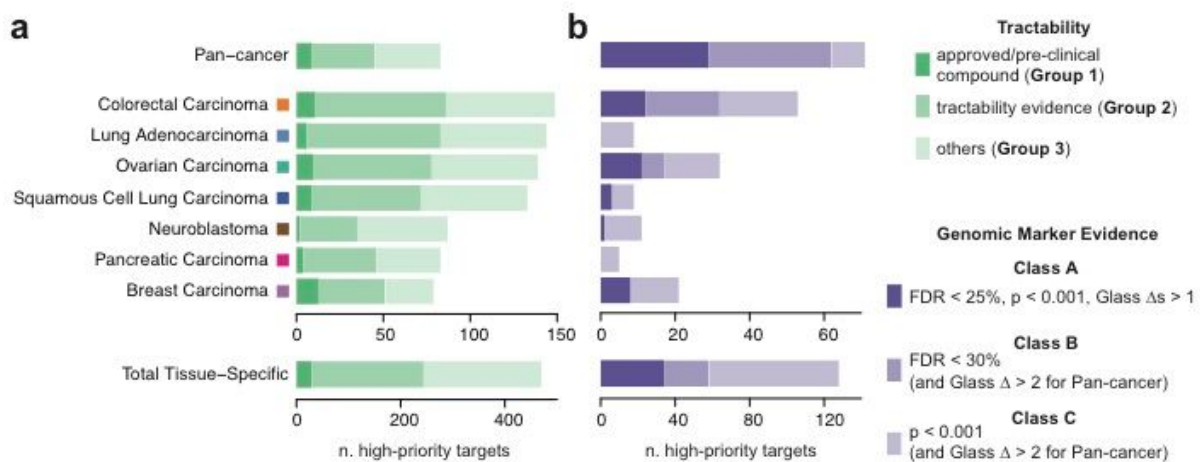 a
Pan–cancer
Colorectal Carcinoma
Lung Adenocarcinoma
Ovarian Carcinoma
Squamous Cell Lung Carcinoma
Neuroblastoma
Pancreatic Carcinoma
Breast Carcinoma
0 50 100 150
Total Tissue–Specific
0 200 400
n. high-priority targets
b
0 20 40 60
0 40 80 120
n. high-priority targets
Tractability
approved/pre-clinical
compound (Group 1)
tractability evidence (Group 2)
others (Group 3)
Genomic Marker Evidence
Class A
FDR < 25%, p < 0.001, Glass Δs > 1
Class B
FDR < 30%
(and Glass Δ > 2 for Pan-cancer)
Class C
p < 0.001
(and Glass Δ > 2 for Pan-cancer)